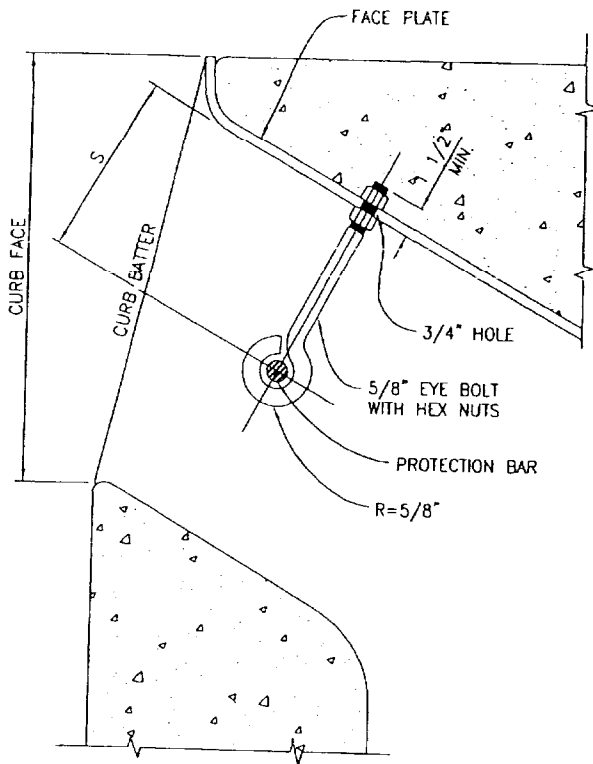 FACE PLATE
1/2"
MIN.
S
CURB FACE
CURB BATTER
3/4" HOLE
5/8" EYE BOLT
WITH HEX NUTS
PROTECTION BAR
R=5/8"